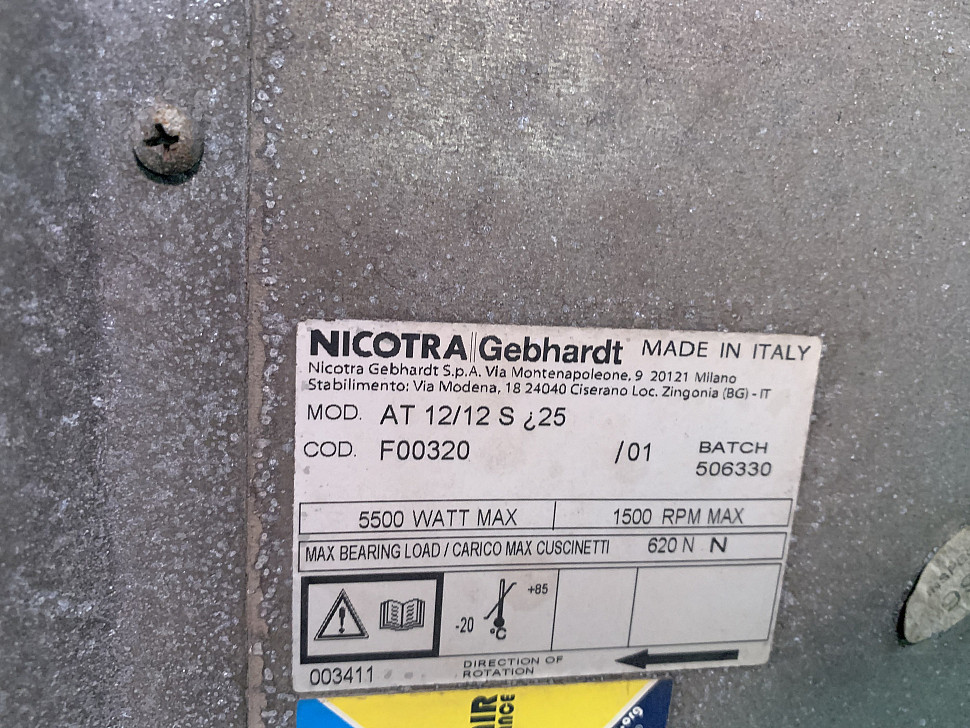 NICOTRA Gebhardt MADE IN ITALY
Nicotra Gebhardt S.p.A. Via Montenapoleone, 9 20121 Milano
Stabilimento: Via Modena, 18 24040 Ciserano Loc. Zingonia (BG) - IT
MOD. AT 12/12 S ¿25
COD. F00320 /01 BATCH
506330
5500 WATT MAX 1500 RPM MAX
MAX BEARING LOAD / CARICO MAX CUSCINETTI 620 N N
-20 °C +85
003411 DIRECTION OF
ROTATION